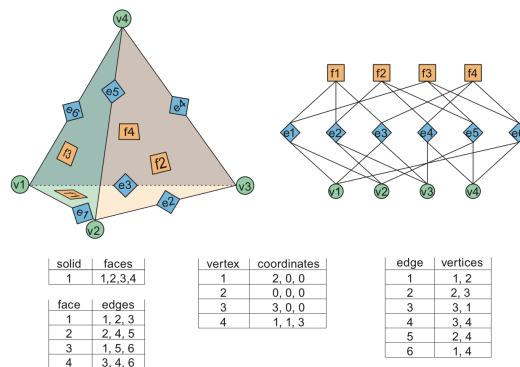 v4
e5
e6
e4
f4
f3
f2
v1
e3
v3
e1
e2
v2
f1 f2 f3 f4
e1 e2 e3 e4 e5
v1 v2 v3 v4
solid faces
1 1,2,3,4
face edges
1 1, 2, 3
2 2, 4, 5
3 1, 5, 6
4 3, 4, 6
vertex coordinates
1 2, 0, 0
2 0, 0, 0
3 3, 0, 0
4 1, 1, 3
edge vertices
1 1, 2
2 2, 3
3 3, 1
4 3, 4
5 2, 4
6 1, 4